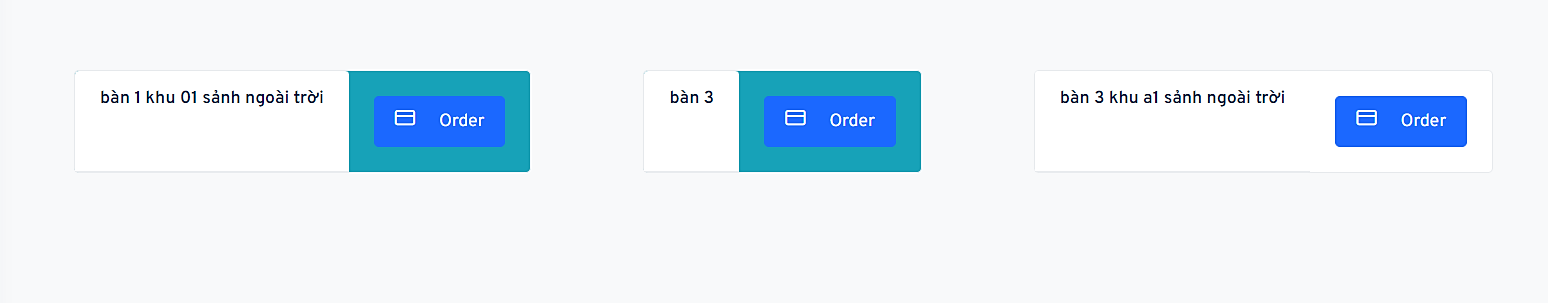 bàn 1 khu 01 sảnh ngoài trời
Order
bàn 3
Order
bàn 3 khu a1 sảnh ngoài trời
Order